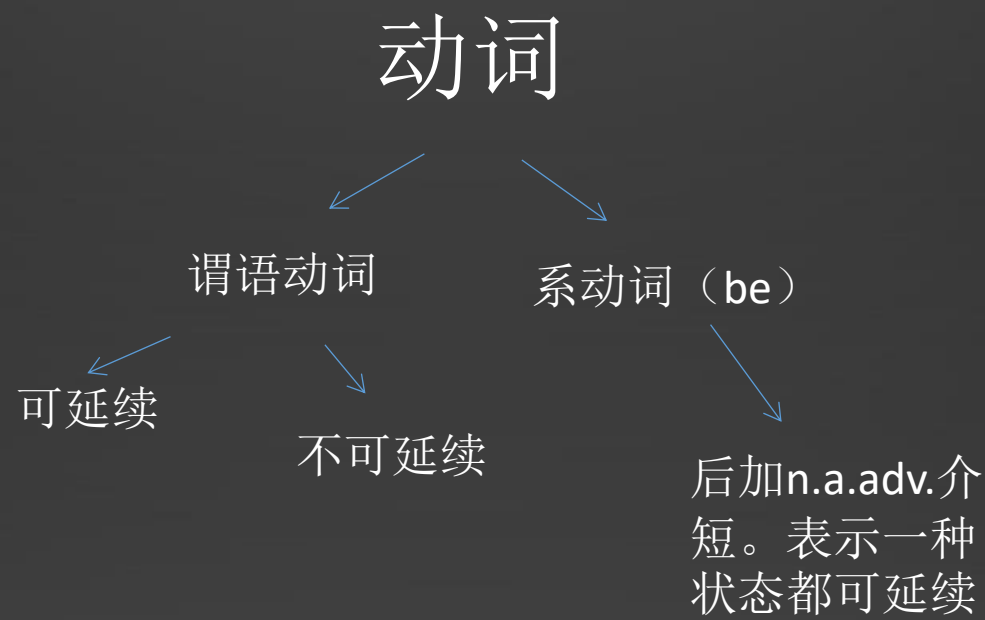 动词
谓语动词
系动词（be）
可延续
不可延续
后加n.a.adv.介
短。表示一种
状态都可延续